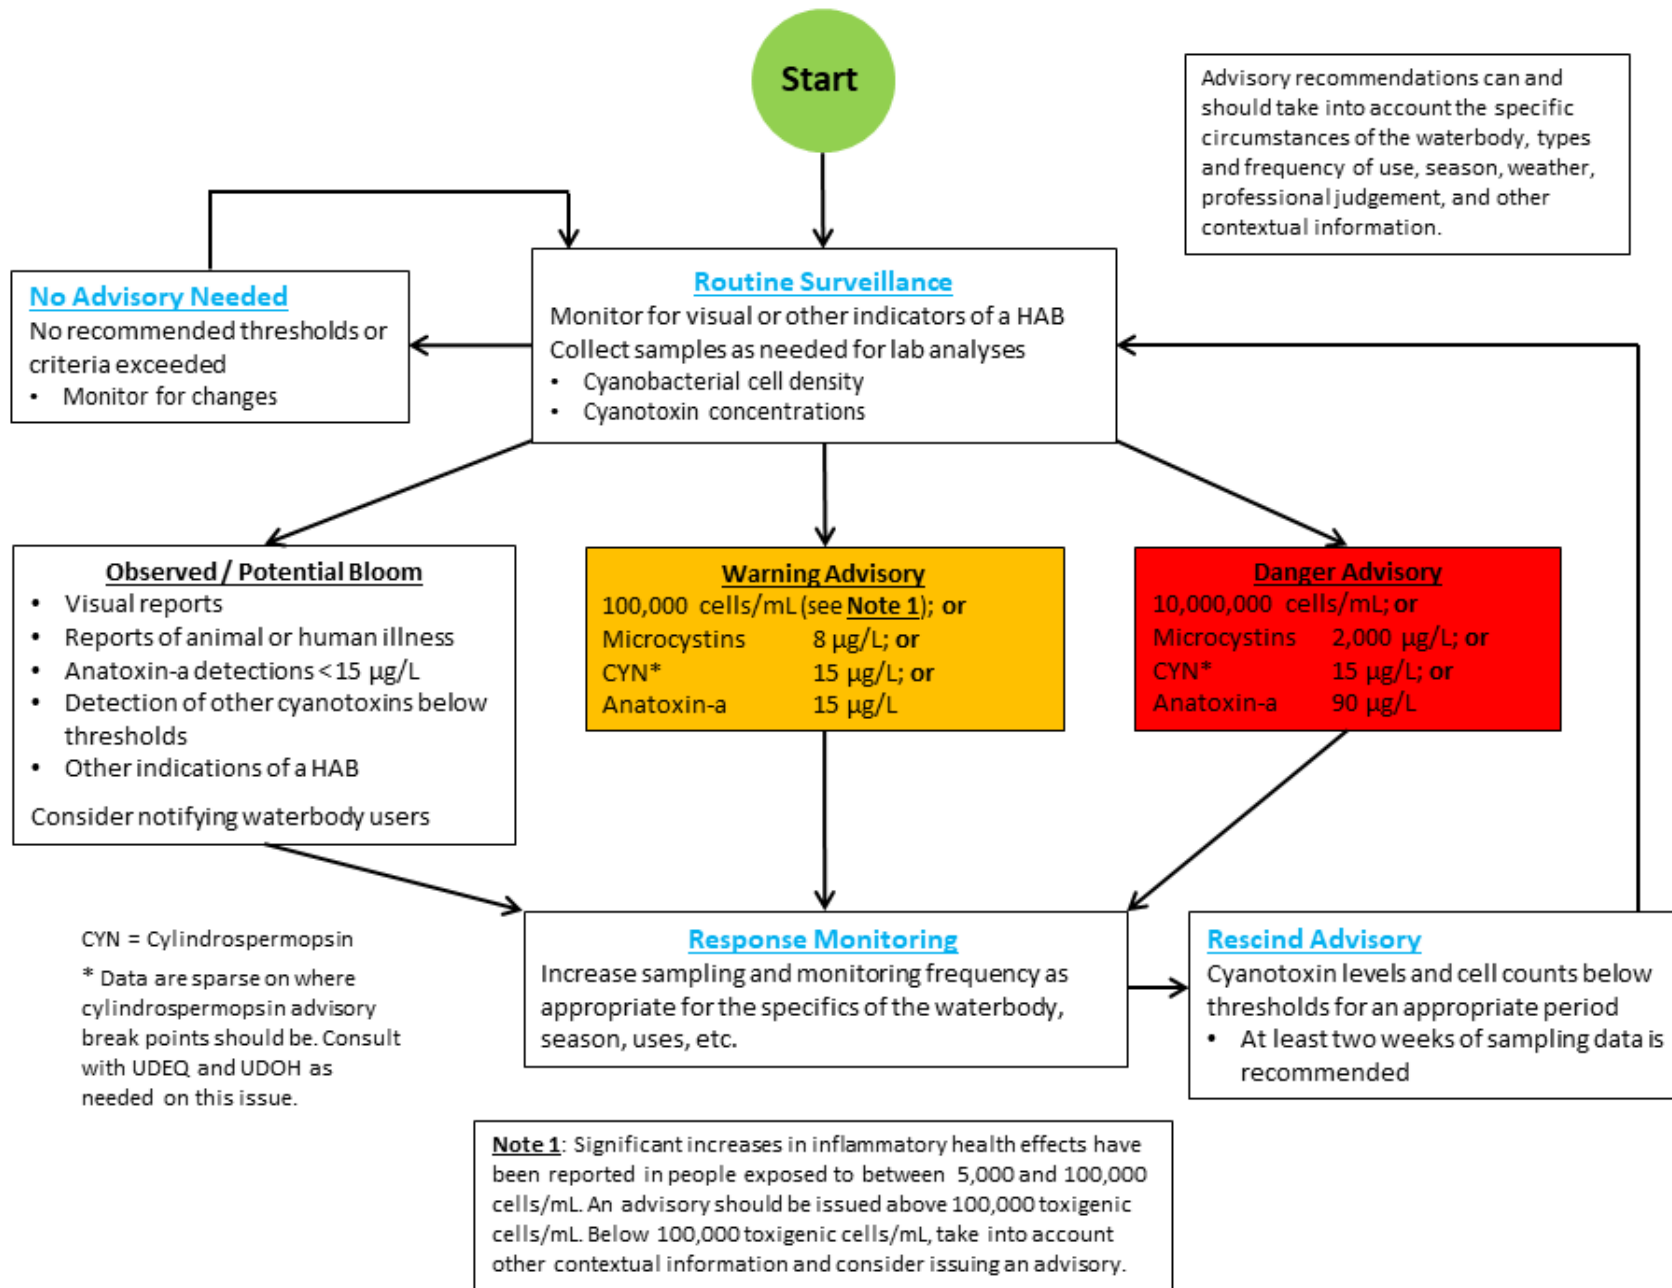 Start
Advisory recommendations can and
should take into account the specific
circumstances of the waterbody, types
and frequency of use, season, weather,
professional judgement, and other
contextual information.
No Advisory Needed
No recommended thresholds or
criteria exceeded
• Monitor for changes
Routine Surveillance
Monitor for visual or other indicators of a HAB
Collect samples as needed for lab analyses
• Cyanobacterial cell density
• Cyanotoxin concentrations
Observed / Potential Bloom
• Visual reports
• Reports of animal or human illness
• Anatoxin-a detections < 15 µg/L
• Detection of other cyanotoxins below
thresholds
• Other indications of a HAB
Consider notifying waterbody users
Warning Advisory
100,000 cells/mL (see Note 1); or
Microcystins 8 µg/L; or
CYN* 15 µg/L; or
Anatoxin-a 15 µg/L
Danger Advisory
10,000,000 cells/mL; or
Microcystins 2,000 µg/L; or
CYN* 15 µg/L; or
Anatoxin-a 90 µg/L
CYN = Cylindrospermopsin
* Data are sparse on where
cylindrospermopsin advisory
break points should be. Consult
with UDEQ and UDOH as
needed on this issue.
Response Monitoring
Increase sampling and monitoring frequency as
appropriate for the specifics of the waterbody,
season, uses, etc.
Rescind Advisory
Cyanotoxin levels and cell counts below
thresholds for an appropriate period
• At least two weeks of sampling data is
recommended
Note 1: Significant increases in inflammatory health effects have
been reported in people exposed to between 5,000 and 100,000
cells/mL. An advisory should be issued above 100,000 toxigenic
cells/mL. Below 100,000 toxigenic cells/mL, take into account
other contextual information and consider issuing an advisory.